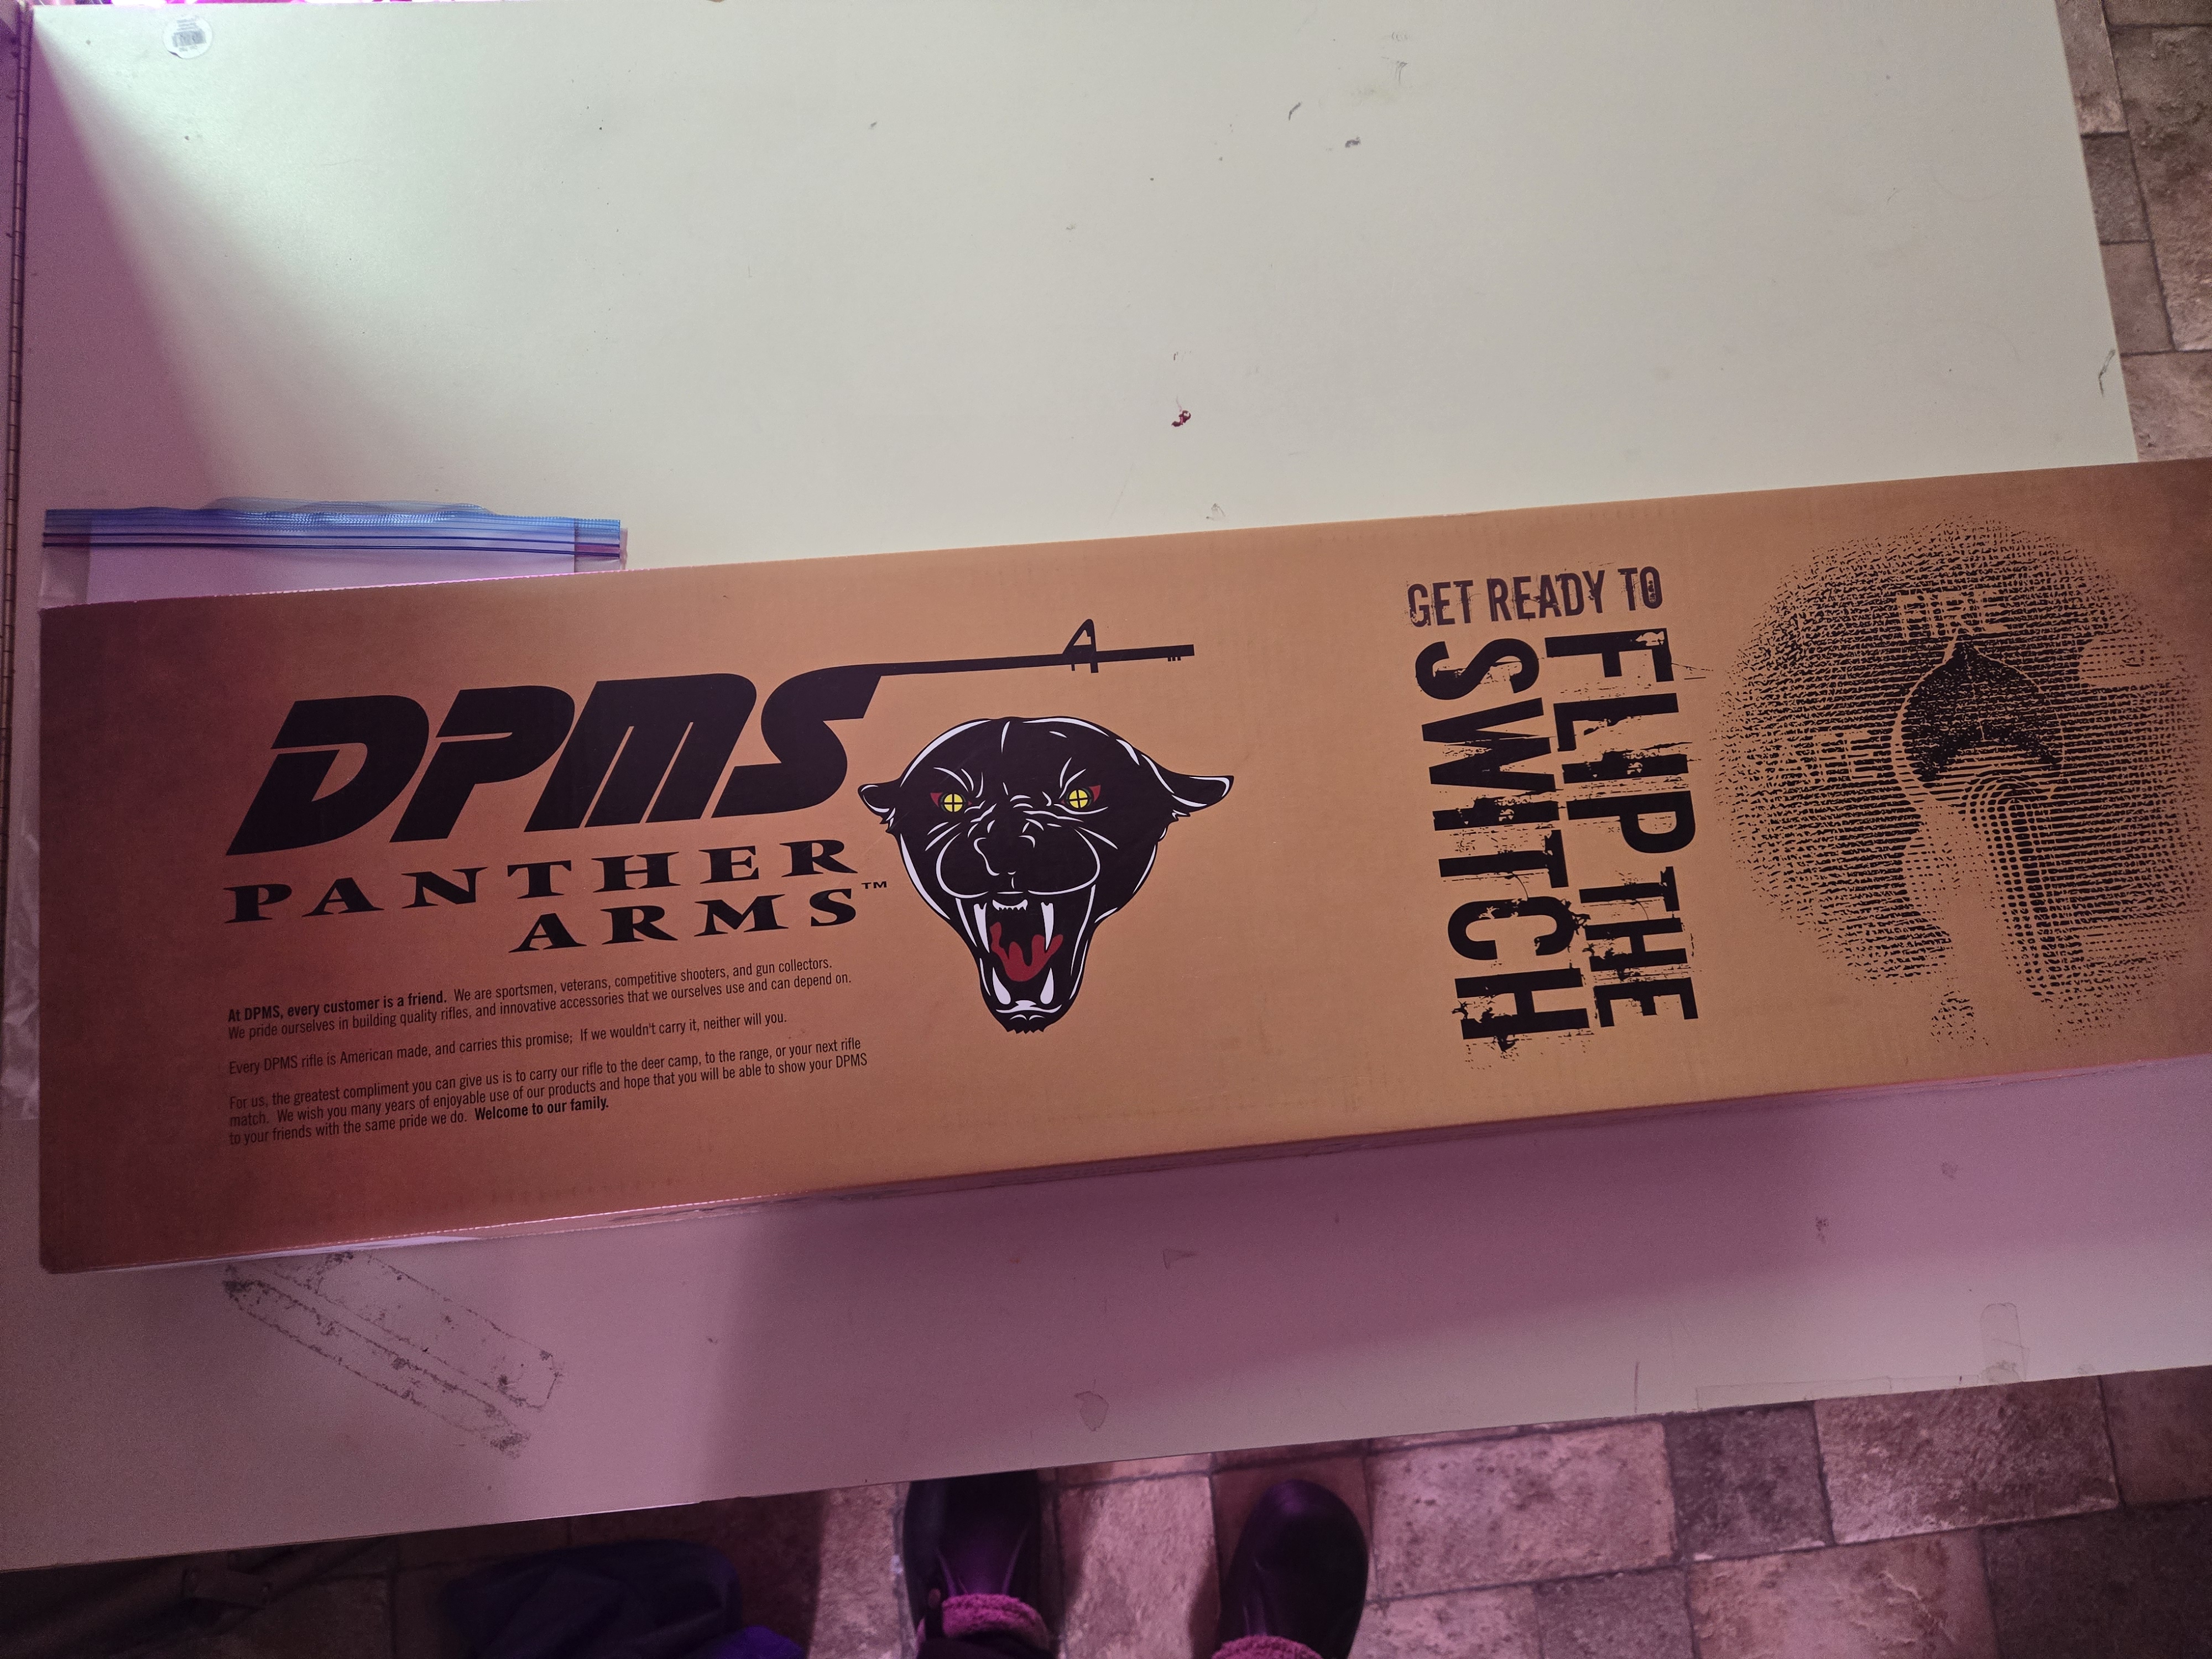 DPMS
PANTHER
ARMS™
At DPMS, every customer is a friend. We are sportsmen, veterans, competitive shooters, and gun collectors.
We pride ourselves in building quality rifles, and innovative accessories that we ourselves use and can depend on.
Every DPMS rifle is American made, and carries this promise; If we wouldn't carry it, neither will you.
For us, the greatest compliment you can give us is to carry our rifle to the deer camp, to the range, or your next rifle
match. We wish you many years of enjoyable use of our products and hope that you will be able to show your DPMS
to your friends with the same pride we do. Welcome to our family.
GET READY TO
FLIP THE
SWITCH
FIRE
SAFE